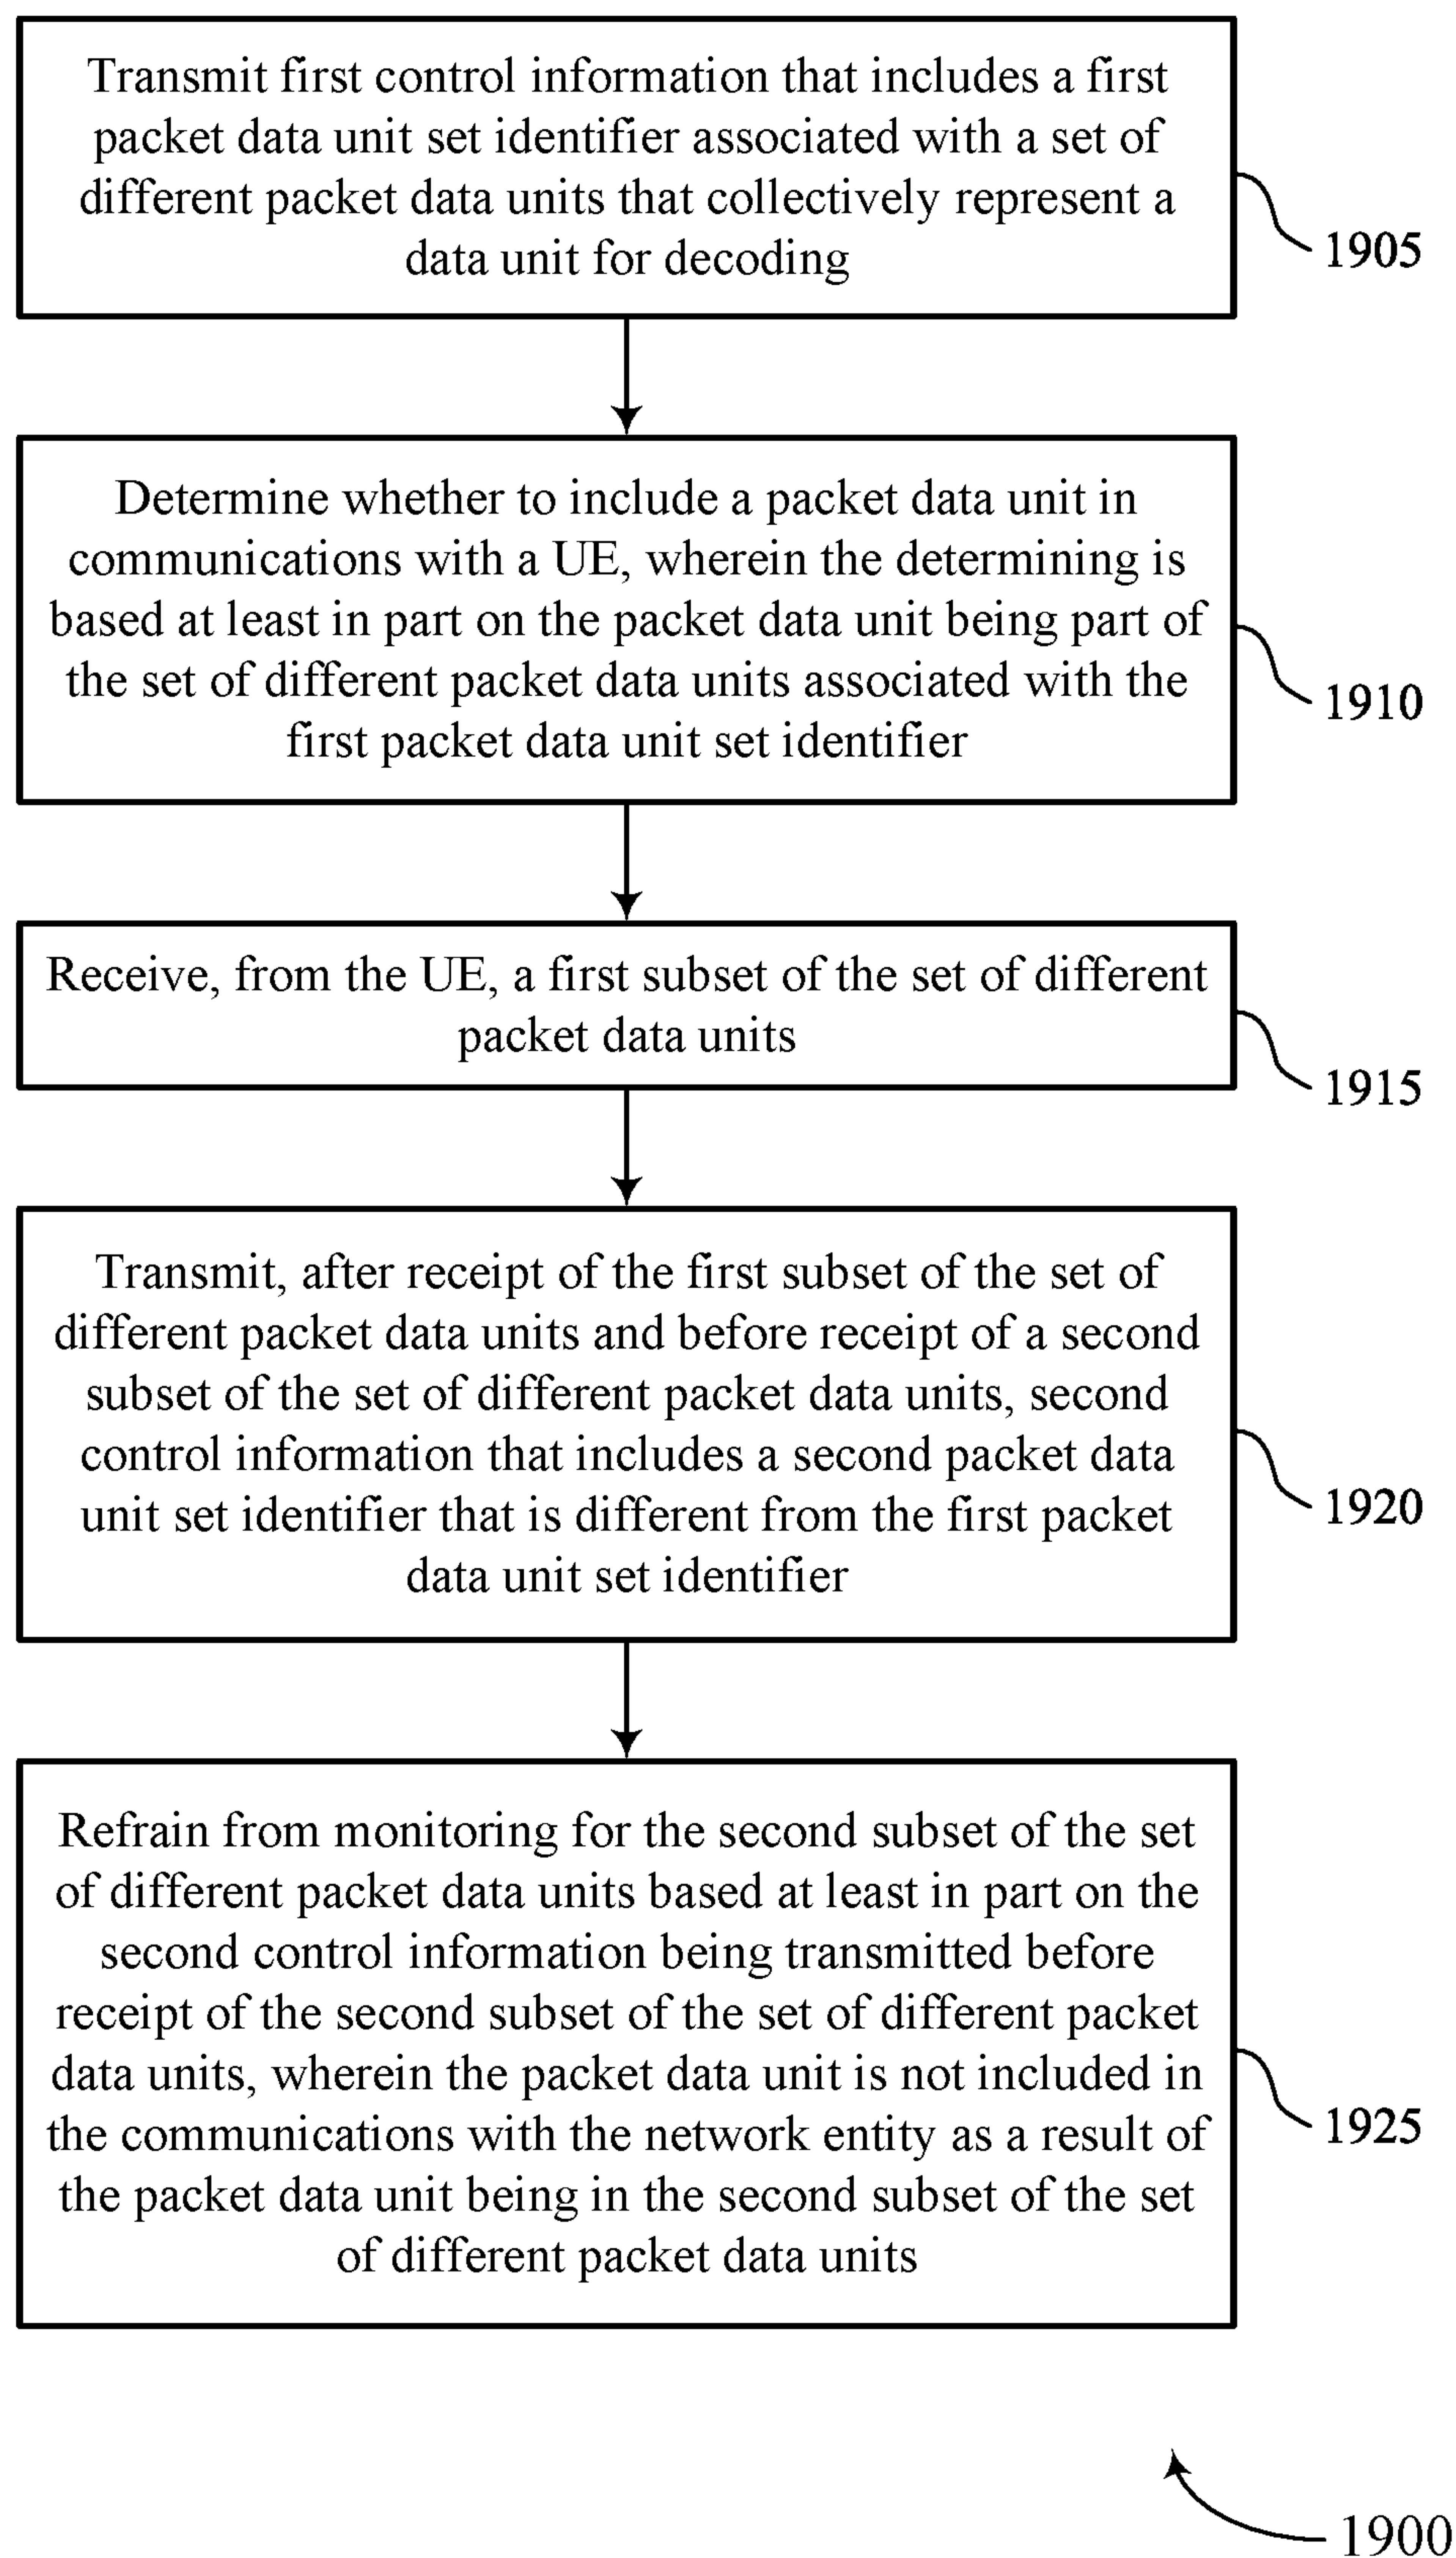 Transmit first control information that includes a first
packet data unit set identifier associated with a set of
different packet data units that collectively represent a
data unit for decoding
1905
Determine whether to include a packet data unit in
communications with a UE, wherein the determining is
based at least in part on the packet data unit being part of
the set of different packet data units associated with the
first packet data unit set identifier
1910
Receive, from the UE, a first subset of the set of different
packet data units
1915
Transmit, after receipt of the first subset of the set of
different packet data units and before receipt of a second
subset of the set of different packet data units, second
control information that includes a second packet data
unit set identifier that is different from the first packet
data unit set identifier
1920
Refrain from monitoring for the second subset of the set
of different packet data units based at least in part on the
second control information being transmitted before
receipt of the second subset of the set of different packet
data units, wherein the packet data unit is not included in
the communications with the network entity as a result of
the packet data unit being in the second subset of the set
of different packet data units
1925
1900